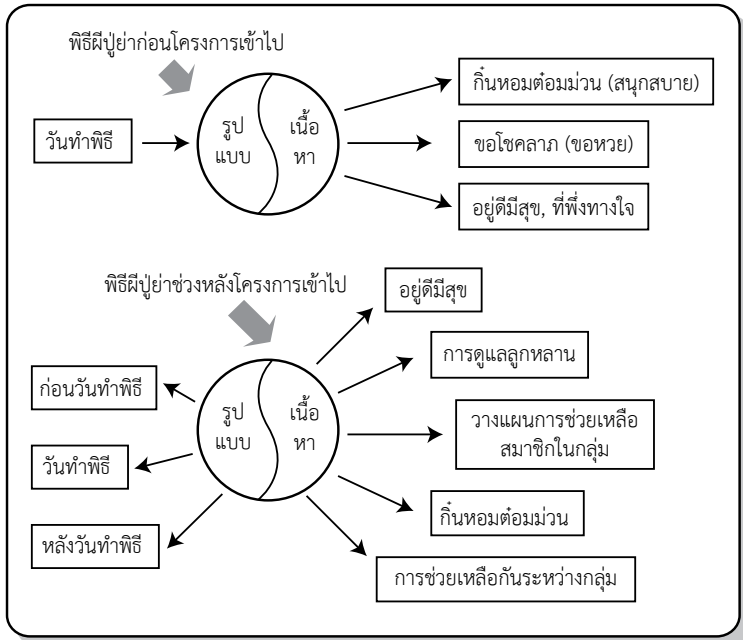 พิธีผีปู่ย่าก่อนโครงการเข้าไป
วันทำพิธี
รูป
แบบ
เนื้อ
หา
กิ๋นหอมต๋อมม่วน (สนุกสบาย)
ขอโชคลาภ (ขอหวย)
อยู่ดีมีสุข, ที่พึ่งทางใจ
พิธีผีปู่ย่าช่วงหลังโครงการเข้าไป
ก่อนวันทำพิธี
วันทำพิธี
หลังวันทำพิธี
รูป
แบบ
เนื้อ
หา
อยู่ดีมีสุข
การดูแลลูกหลาน
วางแผนการช่วยเหลือ
สมาชิกในกลุ่ม
กิ๋นหอมต๋อมม่วน
การช่วยเหลือกันระหว่างกลุ่ม